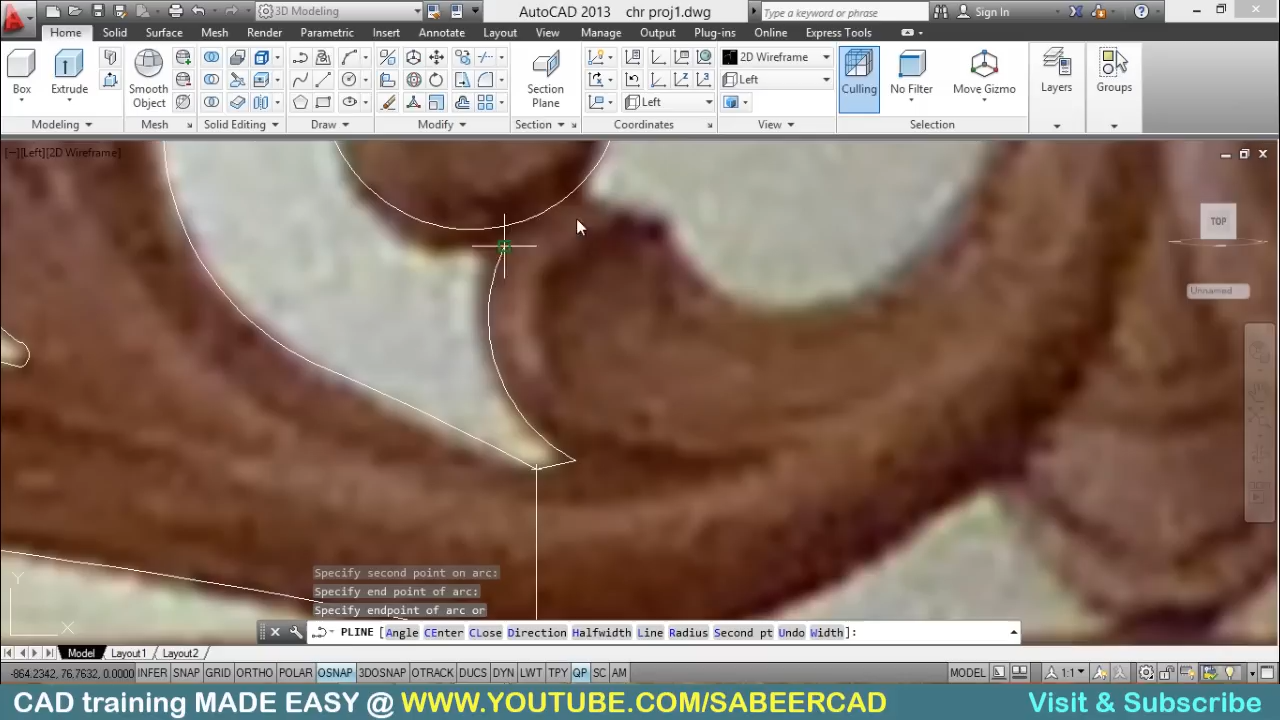 3D Modeling
AutoCAD 2013 chr proj1.dwg
Type a keyword or phrase
Sign In
Home Solid Surface Mesh Render Parametric Insert Annotate Layout View Manage Output Plug-ins Online Express Tools
Box
Extrude
Smooth
Object
Section
Plane
2D Wireframe
Left
Left
Culling
No Filter
Move Gizmo
Layers
Groups
Modeling Mesh Solid Editing Draw Modify Section Coordinates View Selection
[−][Left][2D Wireframe]
TOP
Unnamed
Y
X
Specify second point on arc:
Specify end point of arc:
Specify endpoint of arc or
PLINE [Angle CEnter CLose Direction Halfwidth Line Radius Second pt Undo Width]:
Model Layout1 Layout2
-864.2342, 76.7632, 0.0000 INFER SNAP GRID ORTHO POLAR OSNAP 3DOSNAP OTRACK DUCS DYN LWT TPY QP SC AM
MODEL 1:1
CAD training MADE EASY @ WWW.YOUTUBE.COM/SABEERCAD Visit & Subscribe